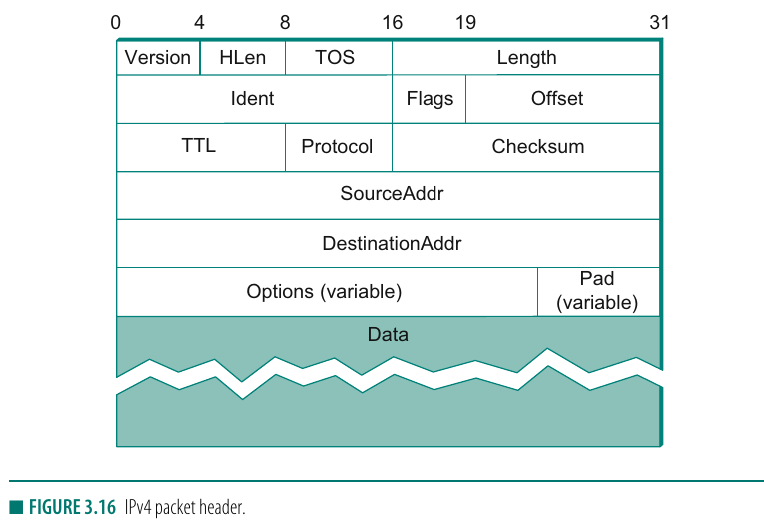 0 4 8 16 19 31
Version HLen TOS Length
Ident Flags Offset
TTL Protocol Checksum
SourceAddr
DestinationAddr
Options (variable) Pad (variable)
Data
■ FIGURE 3.16 IPv4 packet header.